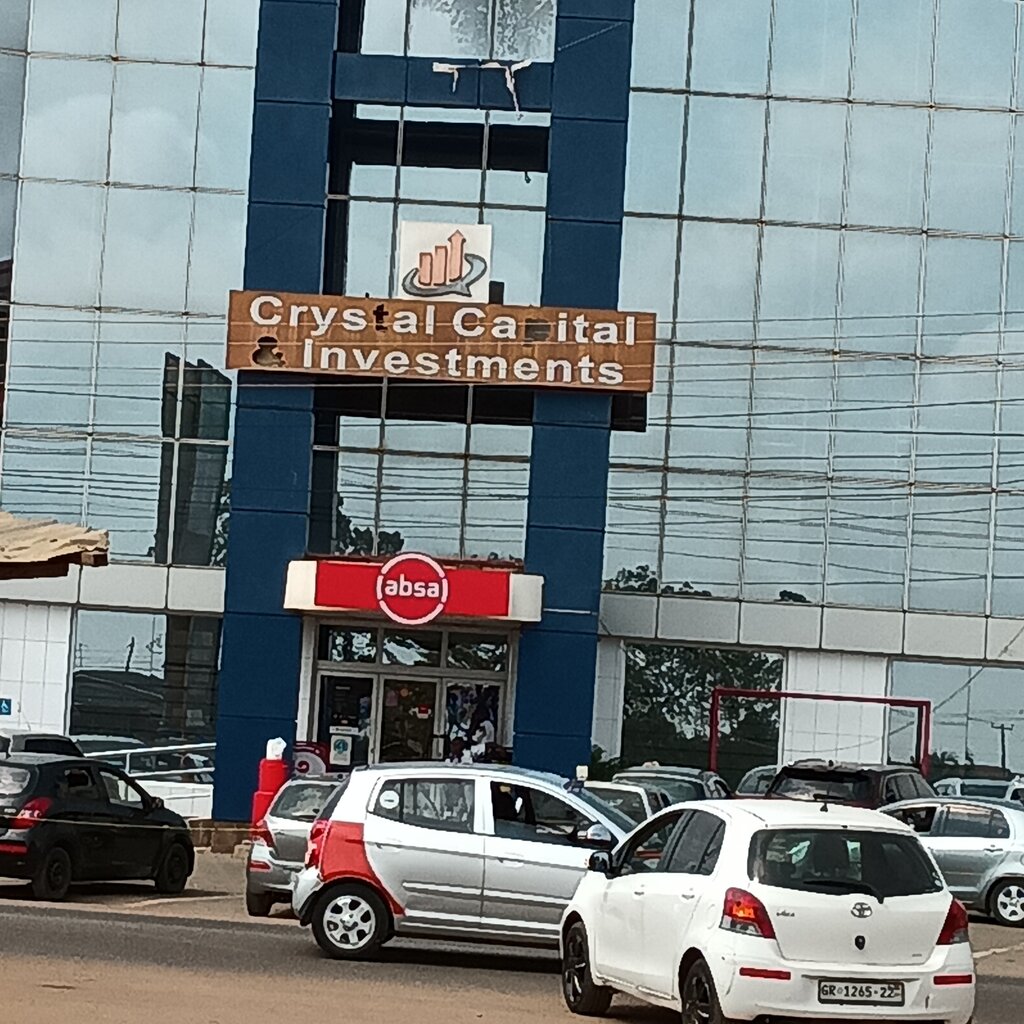 Crystal Capital
& Investments
absa
GR·1265-22